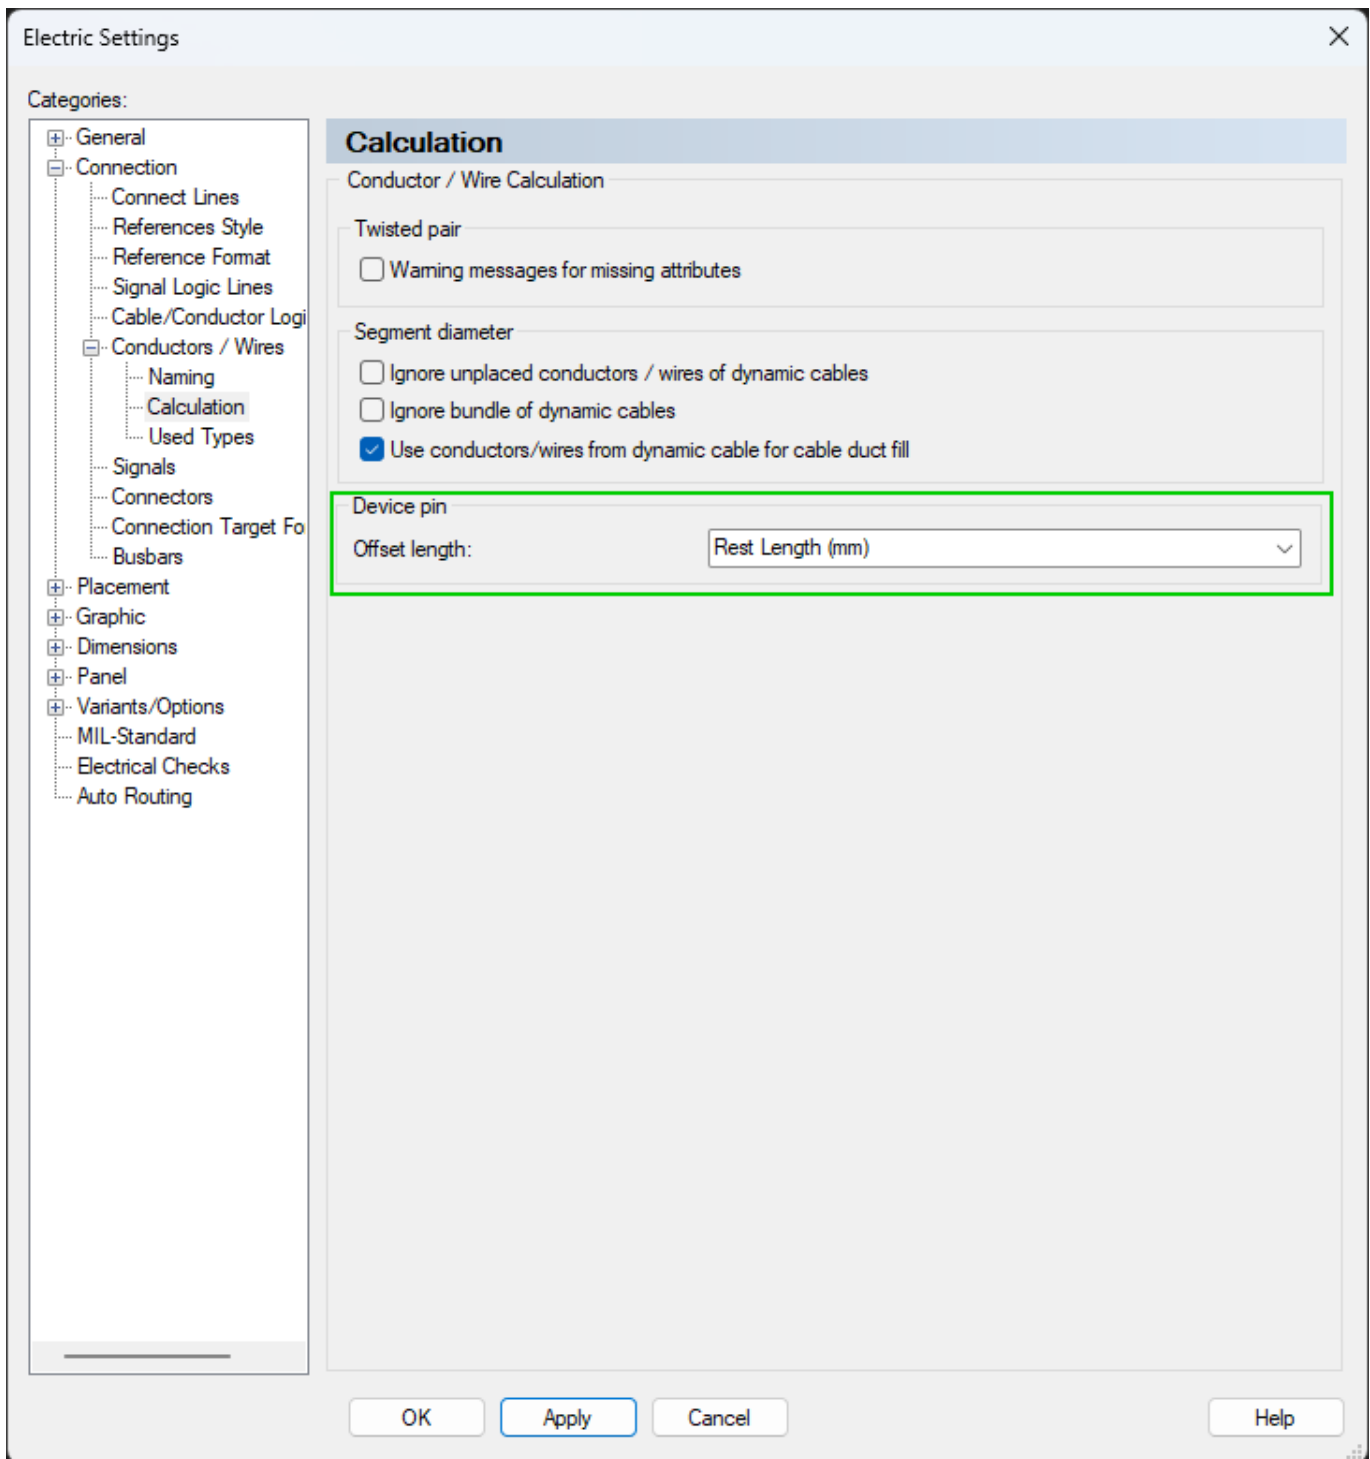 Electric Settings
Categories:
General
Connection
Connect Lines
References Style
Reference Format
Signal Logic Lines
Cable/Conductor Logi
Conductors / Wires
Naming
Calculation
Used Types
Signals
Connectors
Connection Target Fo
Busbars
Placement
Graphic
Dimensions
Panel
Variants/Options
MIL-Standard
Electrical Checks
Auto Routing
Calculation
Conductor / Wire Calculation
Twisted pair
Warning messages for missing attributes
Segment diameter
Ignore unplaced conductors / wires of dynamic cables
Ignore bundle of dynamic cables
Use conductors/wires from dynamic cable for cable duct fill
Device pin
Offset length: Rest Length (mm)
OK Apply Cancel Help